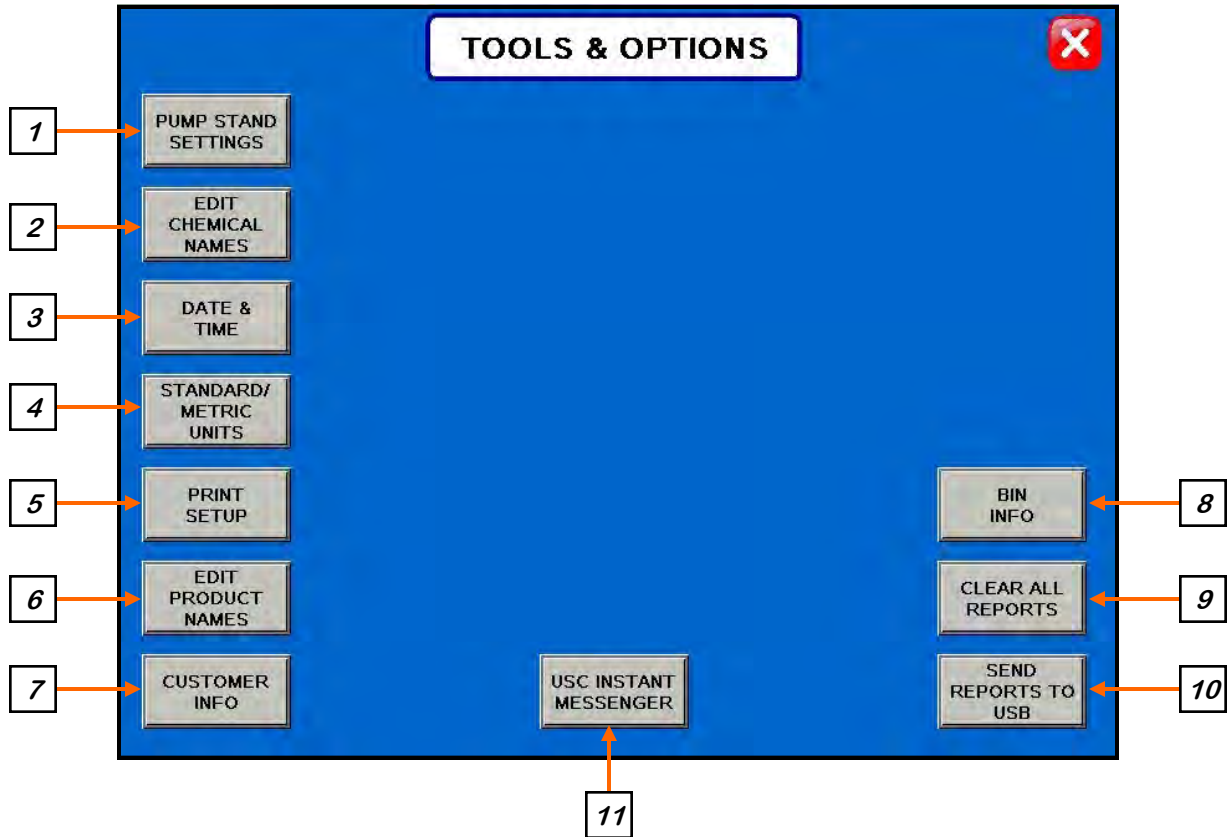 TOOLS & OPTIONS
1
PUMP STAND
SETTINGS
2
EDIT
CHEMICAL
NAMES
3
DATE &
TIME
4
STANDARD/
METRIC
UNITS
5
PRINT
SETUP
6
EDIT
PRODUCT
NAMES
7
CUSTOMER
INFO
BIN
INFO
8
CLEAR ALL
REPORTS
9
SEND
REPORTS TO
USB
10
USC INSTANT
MESSENGER
11